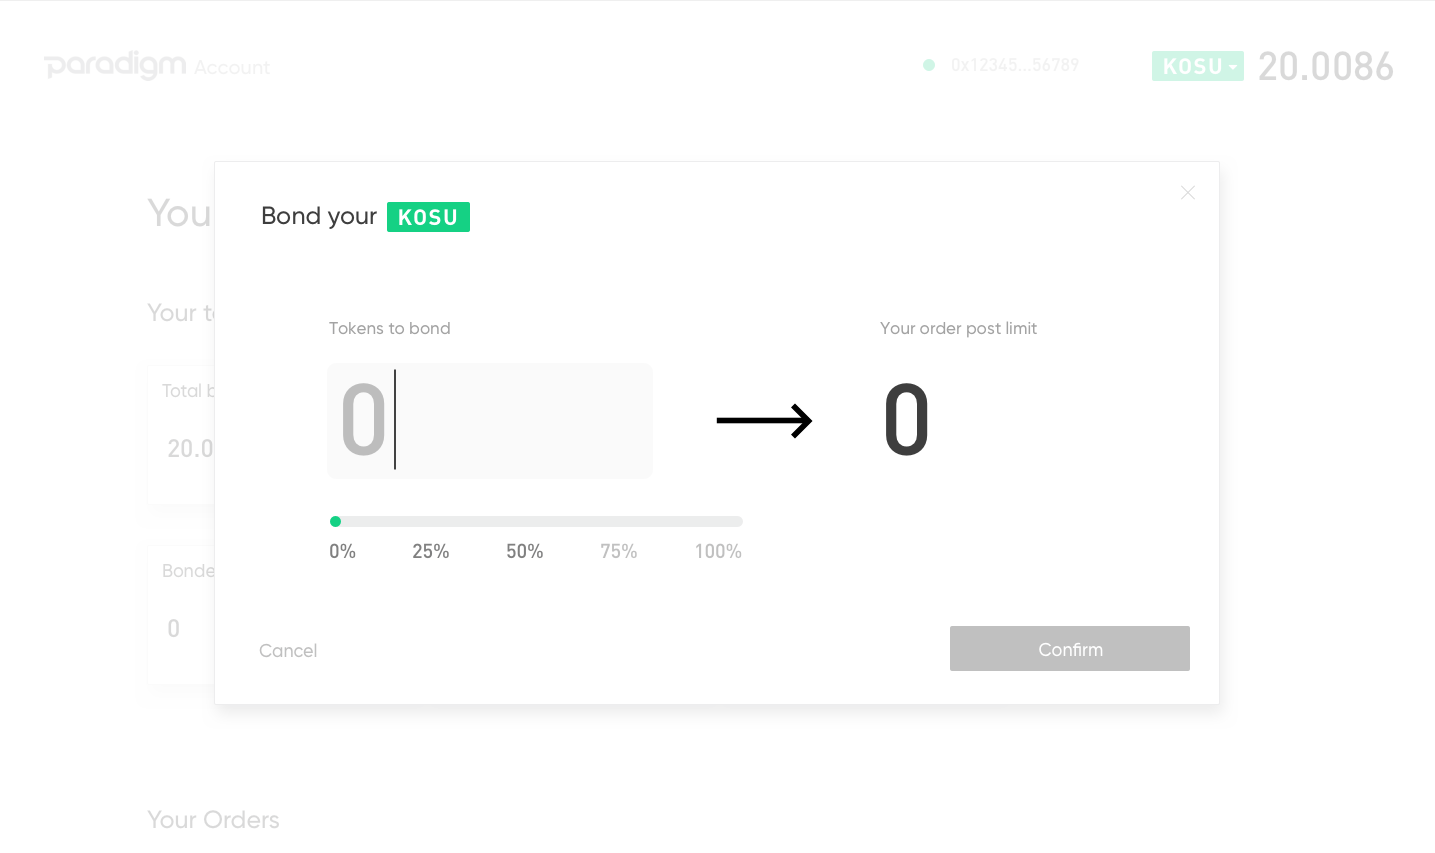 paradigm Account
0x12345...56789
KOSU 20.0086
You
Bond your KOSU
Your t
Tokens to bond
Your order post limit
Total b
0
0
20.0
0% 25% 50% 75% 100%
Bonde
0
Cancel
Confirm
Your Orders